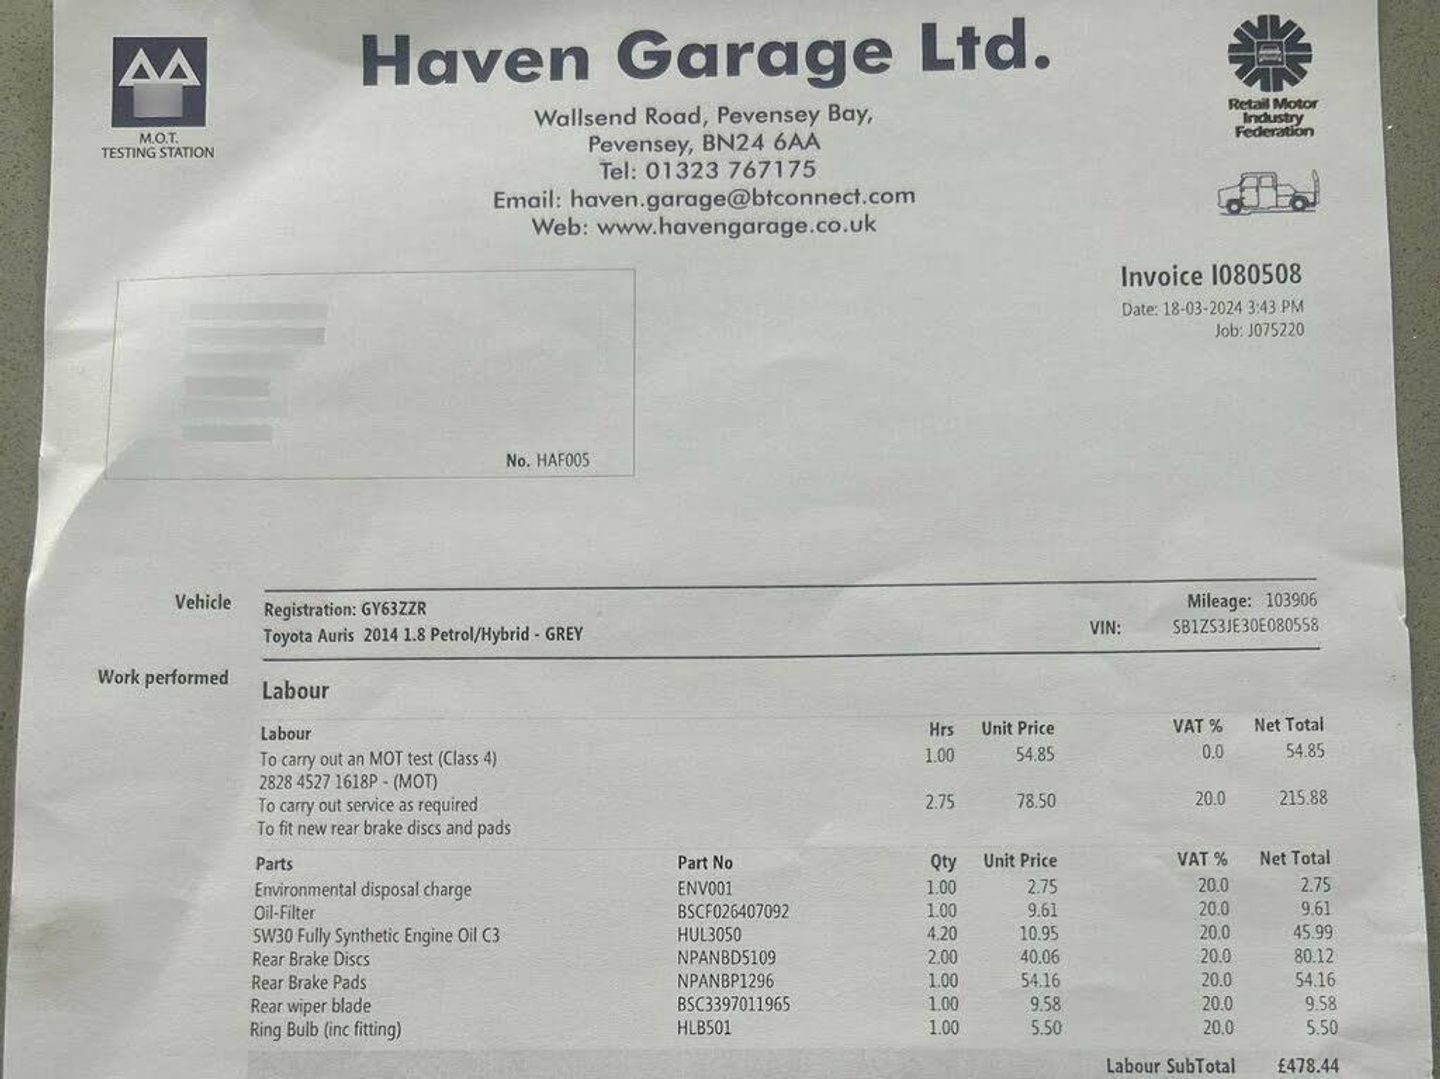 Haven Garage Ltd.
Wallsend Road, Pevensey Bay,
Pevensey, BN24 6AA
Tel: 01323 767175
Email: haven.garage@btconnect.com
Web: www.havengarage.co.uk
M.O.T.
TESTING STATION
Retail Motor
Industry
Federation
Invoice I080508
Date: 18-03-2024 3:43 PM
Job: J075220
No. HAF005
Vehicle
Registration: GY63ZZR
Mileage: 103906
Toyota Auris 2014 1.8 Petrol/Hybrid - GREY
VIN: SB1ZS3JE30E080558
Work performed
Labour
Labour Hrs Unit Price VAT % Net Total
To carry out an MOT test (Class 4) 1.00 54.85 0.0 54.85
2828 4527 1618P - (MOT)
To carry out service as required 2.75 78.50 20.0 215.88
To fit new rear brake discs and pads
Parts Part No Qty Unit Price VAT % Net Total
Environmental disposal charge ENV001 1.00 2.75 20.0 2.75
Oil-Filter BSCF026407092 1.00 9.61 20.0 9.61
5W30 Fully Synthetic Engine Oil C3 HUL3050 4.20 10.95 20.0 45.99
Rear Brake Discs NPANBD5109 2.00 40.06 20.0 80.12
Rear Brake Pads NPANBP1296 1.00 54.16 20.0 54.16
Rear wiper blade BSC3397011965 1.00 9.58 20.0 9.58
Ring Bulb (inc fitting) HLB501 1.00 5.50 20.0 5.50
Labour SubTotal £478.44